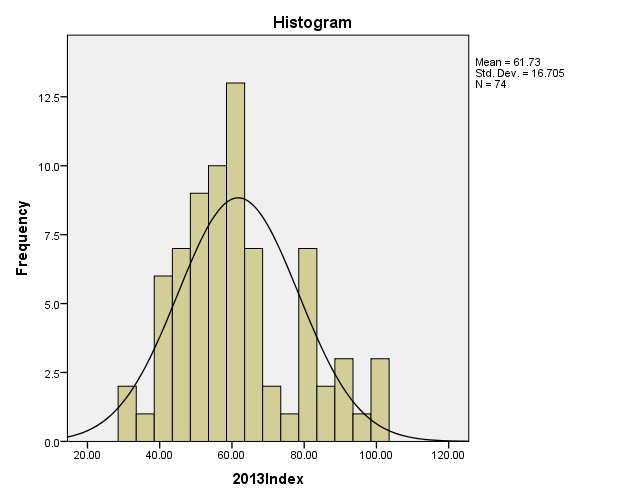 Histogram
Mean = 61.73
Std. Dev. = 16.705
N = 74
12.5
10.0
7.5
5.0
2.5
0.0
Frequency
20.00 40.00 60.00 80.00 100.00 120.00
2013Index